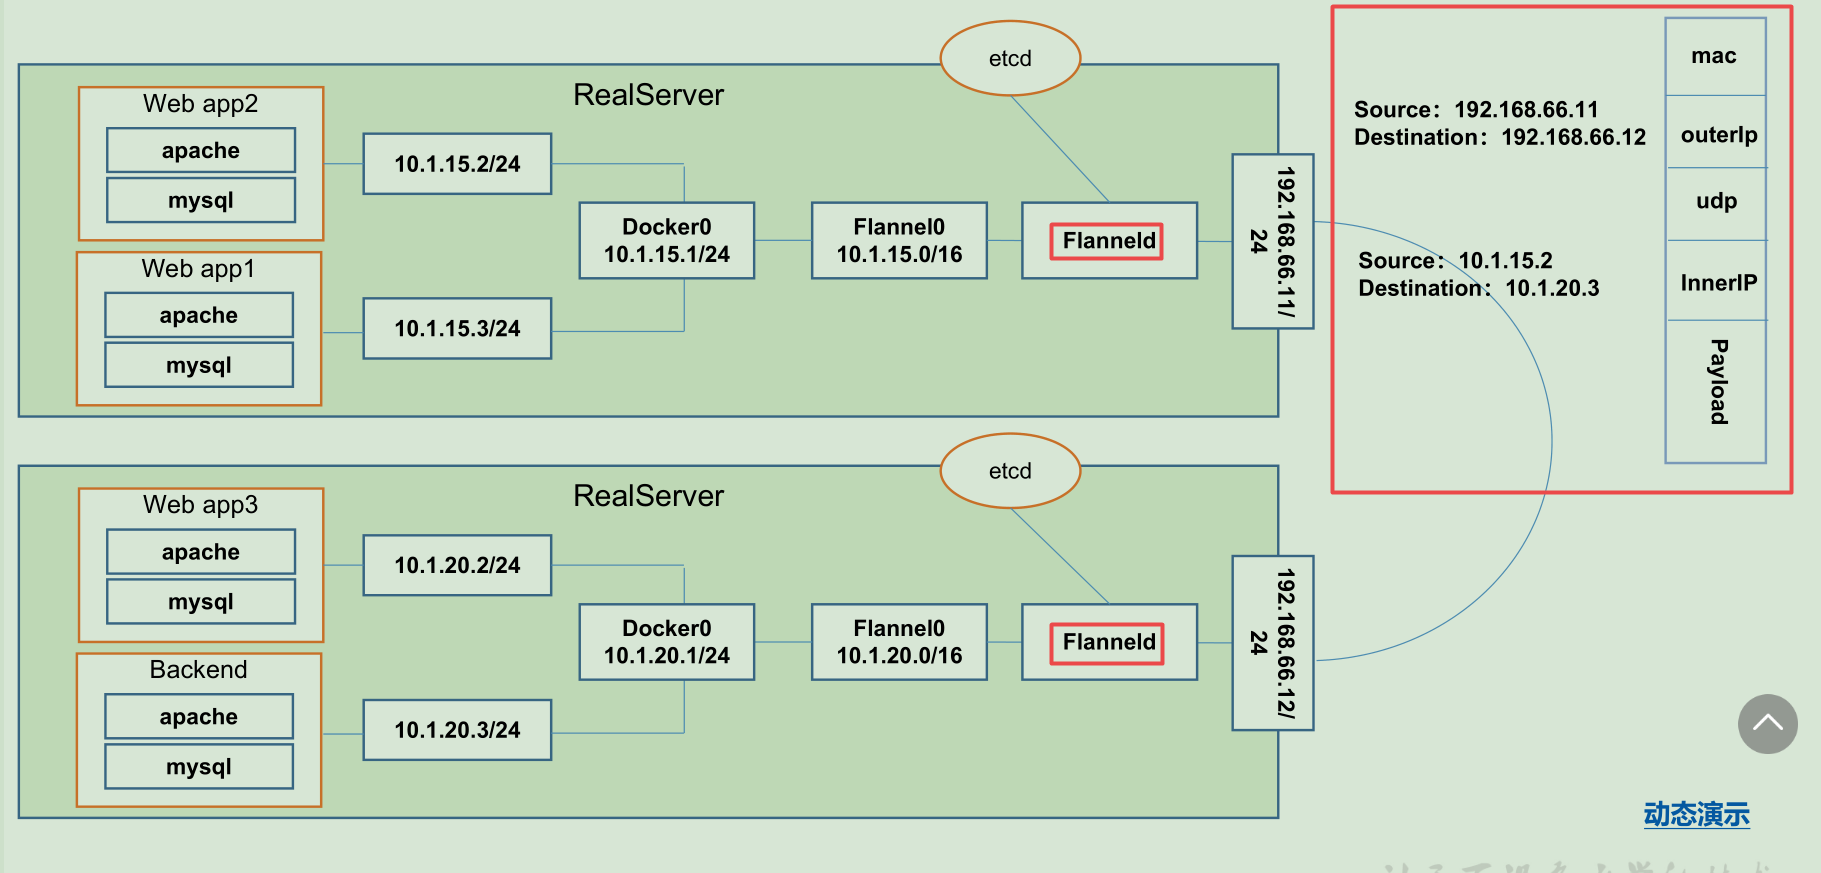 etcd
RealServer
Web app2
apache
mysql
10.1.15.2/24
Web app1
apache
mysql
10.1.15.3/24
Docker0
10.1.15.1/24
Flannel0
10.1.15.0/16
Flanneld
192.168.66.11/
24
Source：192.168.66.11
Destination：192.168.66.12
Source：10.1.15.2
Destination：10.1.20.3
mac
outerIp
udp
InnerIP
Payload
etcd
RealServer
Web app3
apache
mysql
10.1.20.2/24
Backend
apache
mysql
10.1.20.3/24
Docker0
10.1.20.1/24
Flannel0
10.1.20.0/16
Flanneld
192.168.66.12/
24
动态演示